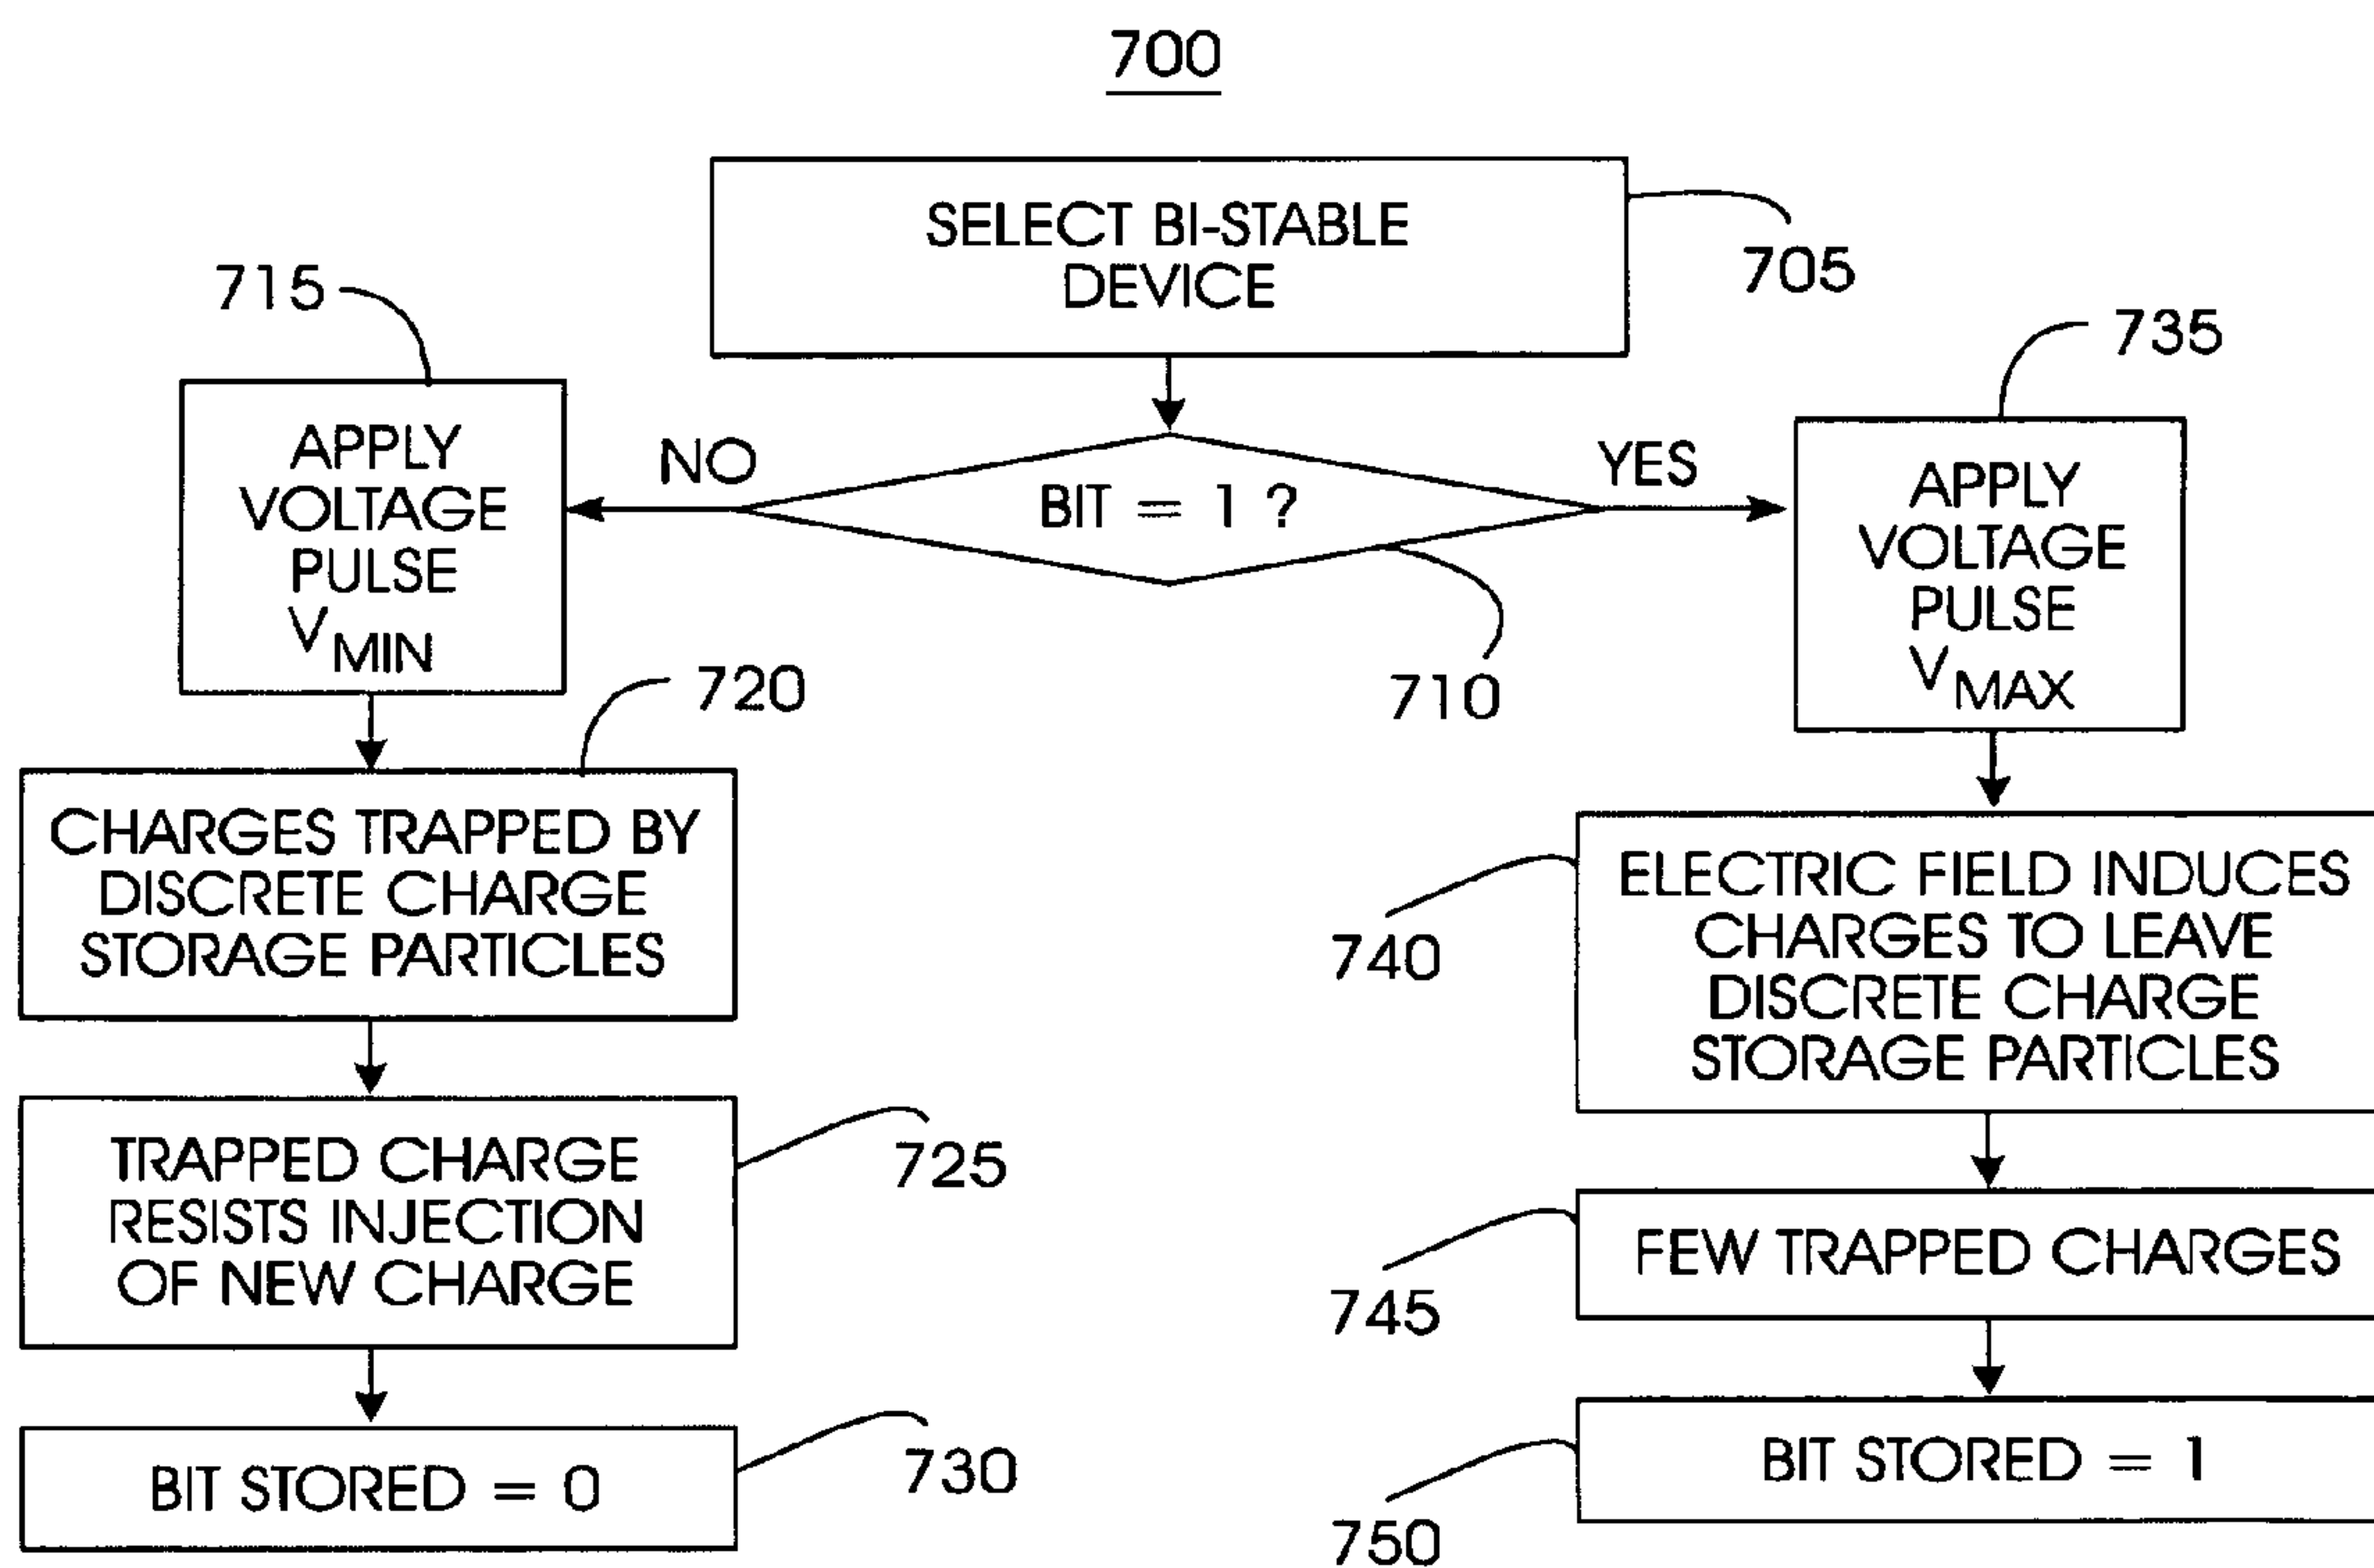 700
SELECT BI-STABLE
DEVICE
705
715
735
APPLY
VOLTAGE
PULSE
V MIN
NO
BIT = 1 ?
YES
710
APPLY
VOLTAGE
PULSE
V MAX
720
CHARGES TRAPPED BY
DISCRETE CHARGE
STORAGE PARTICLES
740
ELECTRIC FIELD INDUCES
CHARGES TO LEAVE
DISCRETE CHARGE
STORAGE PARTICLES
TRAPPED CHARGE
RESISTS INJECTION
OF NEW CHARGE
725
745
FEW TRAPPED CHARGES
BIT STORED = 0
730
750
BIT STORED = 1